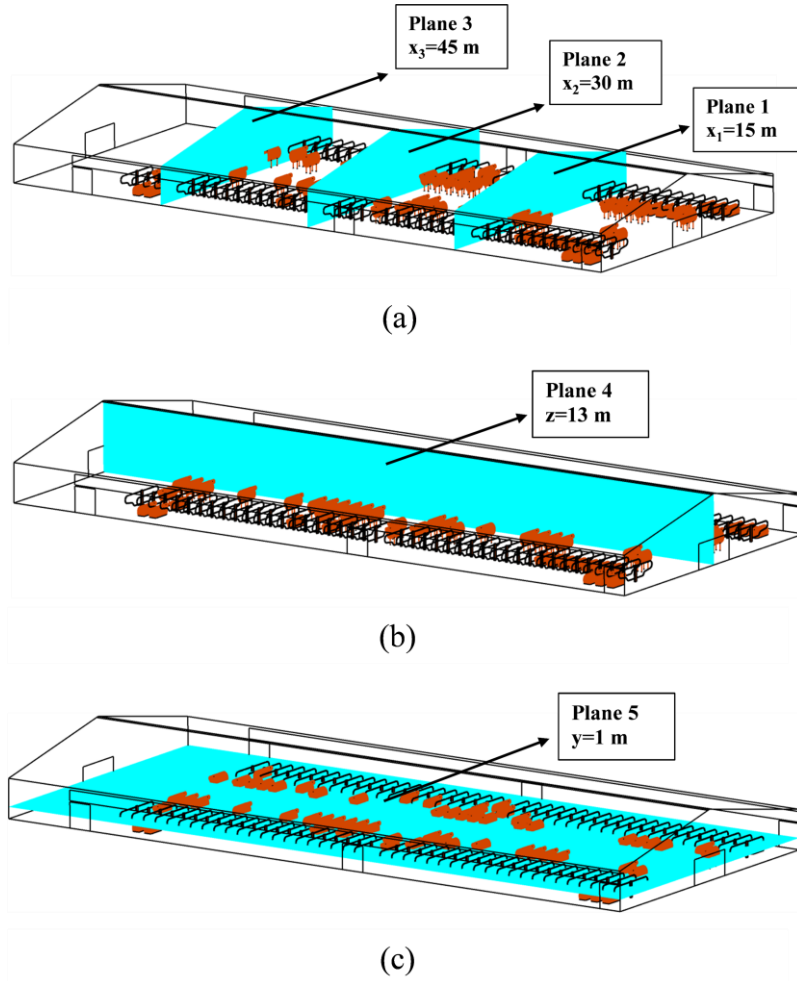 Plane 3
x₃=45 m
Plane 2
x₂=30 m
Plane 1
x₁=15 m
(a)
Plane 4
z=13 m
(b)
Plane 5
y=1 m
(c)